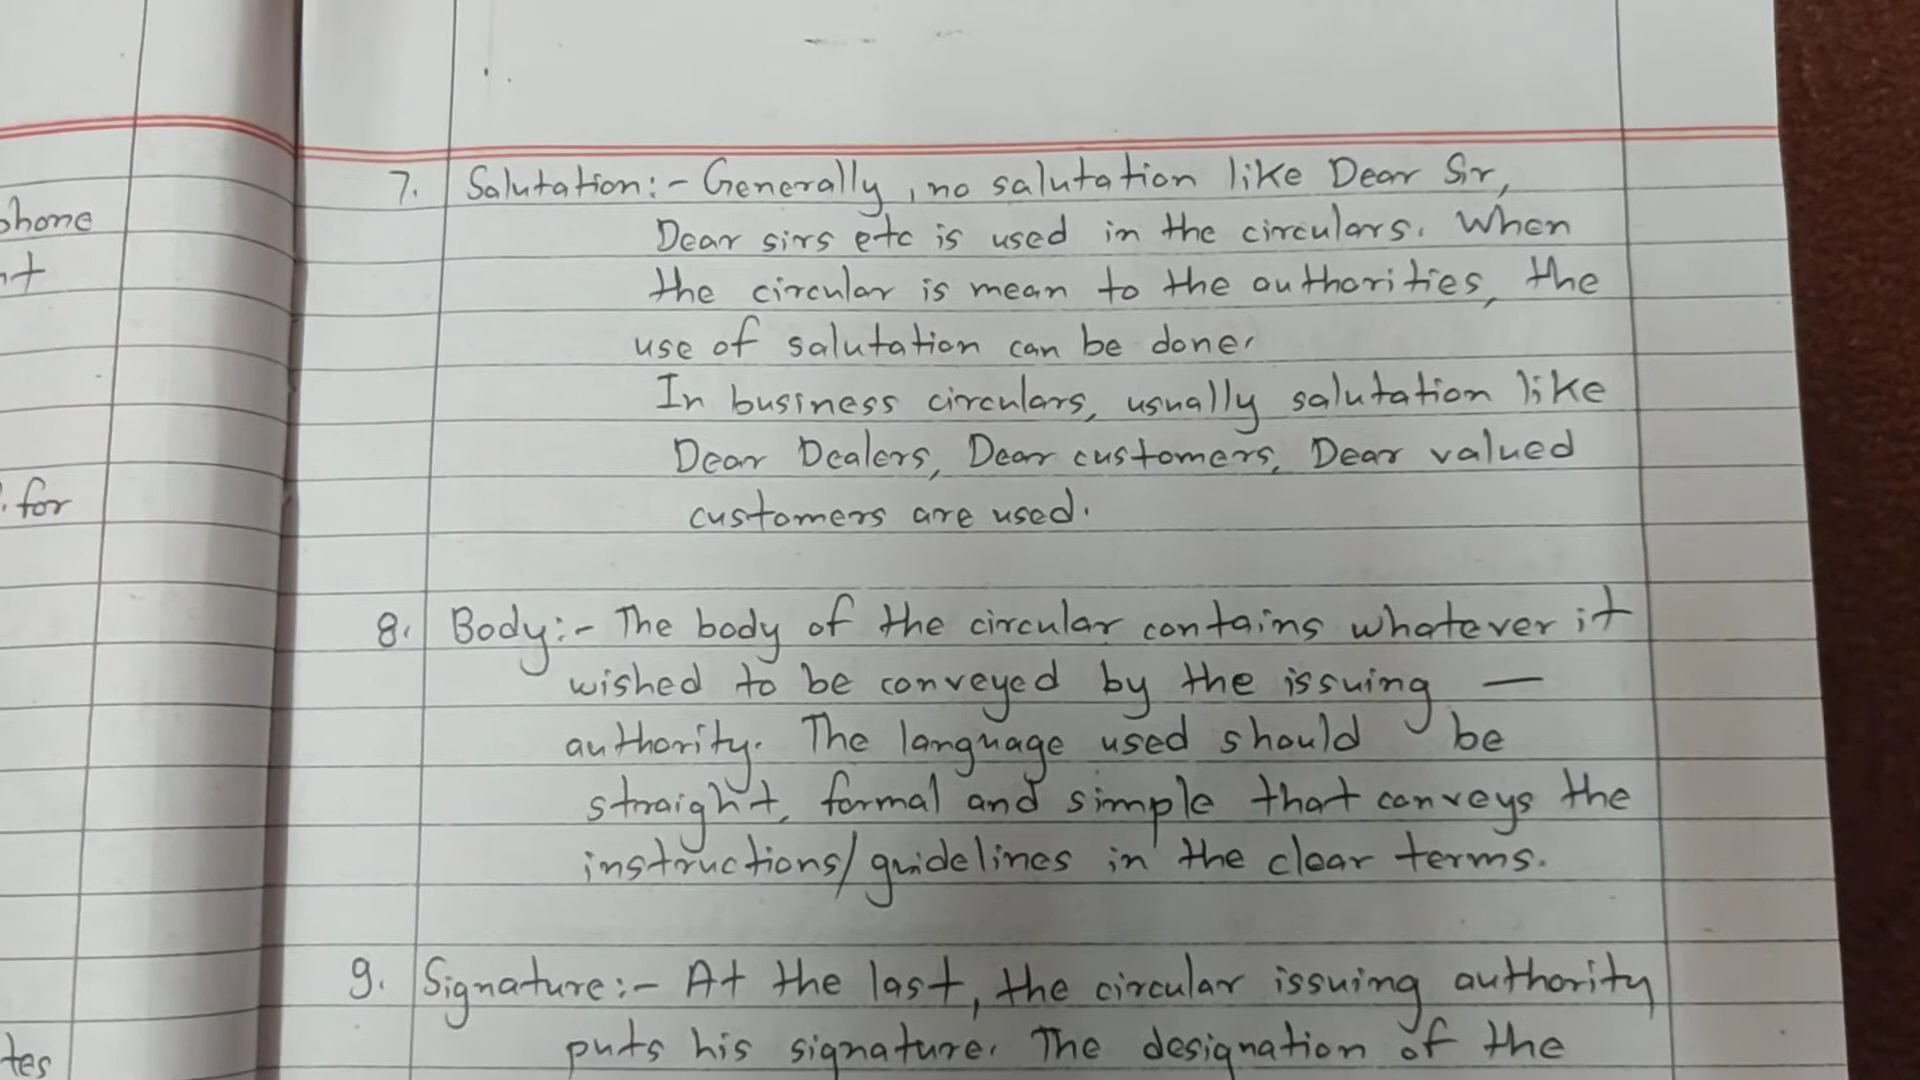 phone
for
tes
7. Salutation:- Generally, no salutation like Dear Sir,
Dear sirs etc is used in the circulars. When
the circular is mean to the authorities, the
use of salutation can be done.
In business circulars, usually salutation like
Dear Dealers, Dear customers, Dear valued
customers are used.
8. Body:- The body of the circular contains whatever it
wished to be conveyed by the issuing —
authority. The language used should be
straight, formal and simple that conveys the
instructions/guidelines in the clear terms.
9. Signature:- At the last, the circular issuing authority
puts his signature. The designation of the